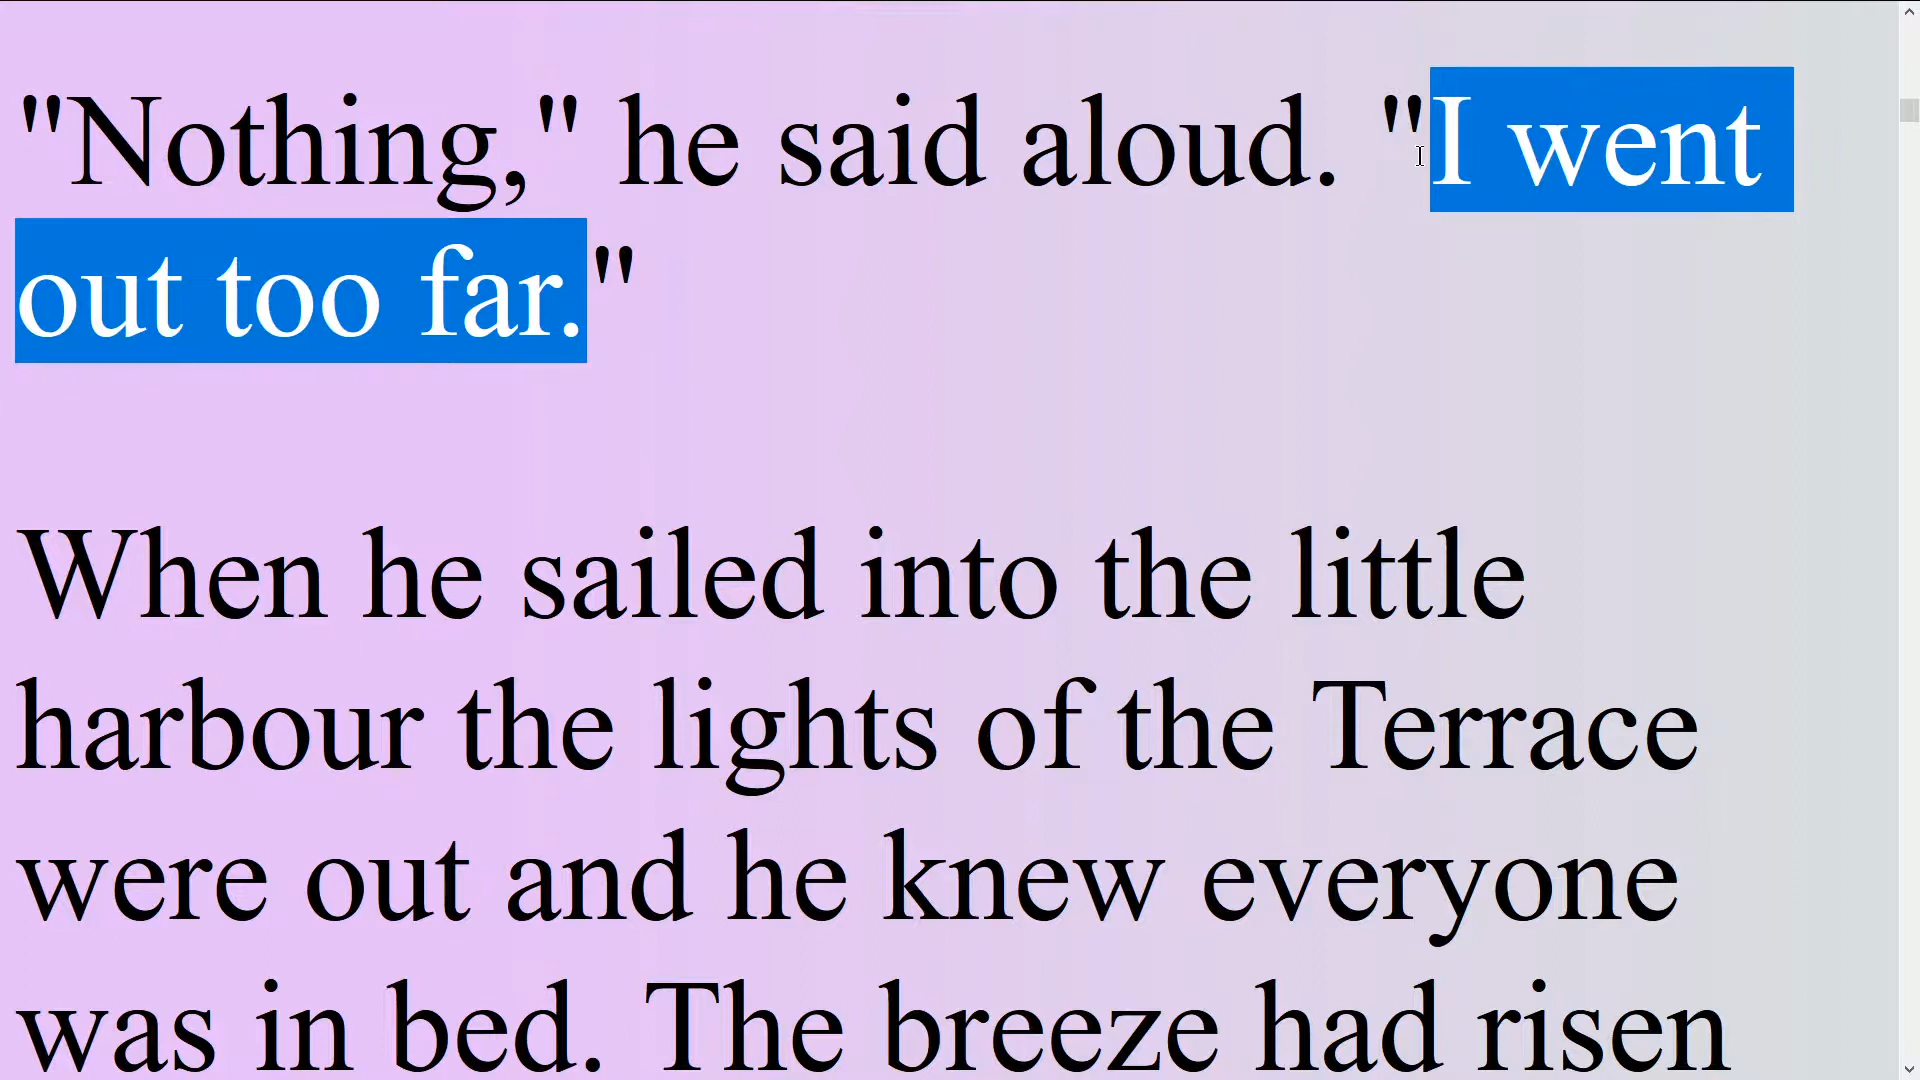 "Nothing," he said aloud. "I went
out too far."
When he sailed into the little
harbour the lights of the Terrace
were out and he knew everyone
was in bed. The breeze had risen